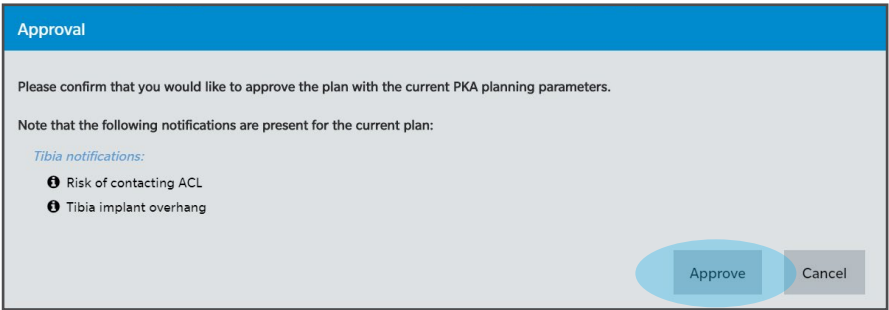 Approval
Please confirm that you would like to approve the plan with the current PKA planning parameters.
Note that the following notifications are present for the current plan:
Tibia notifications:
Risk of contacting ACL
Tibia implant overhang
Approve Cancel